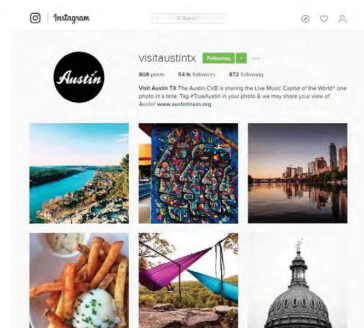 Instagram
Search
Austin
visitaustintx Following
808 posts 54.1k followers 872 following
Visit Austin TX The Austin CVB is sharing the Live Music Capital of the World® one
photo at a time. Tag #TrueAustin in your photo & we may share your view of
Austin! www.austintexas.org